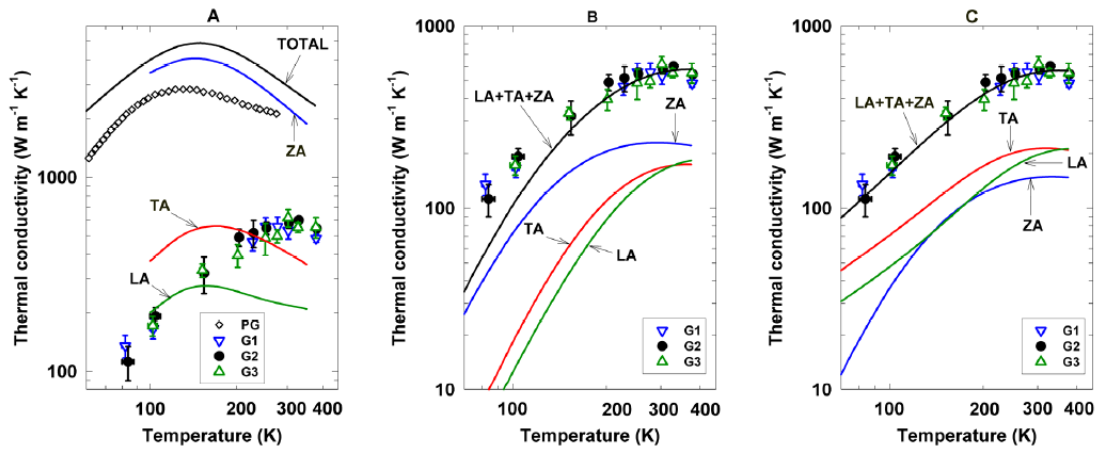 A
Thermal conductivity (W m⁻¹ K⁻¹)
1000
100
TOTAL
ZA
TA
LA
PG
G1
G2
G3
100
200
300
400
Temperature (K)
B
Thermal conductivity (W m⁻¹ K⁻¹)
1000
100
10
LA+TA+ZA
ZA
TA
LA
G1
G2
G3
100
200
300
400
Temperature (K)
C
Thermal conductivity (W m⁻¹ K⁻¹)
1000
100
10
LA+TA+ZA
TA
LA
ZA
G1
G2
G3
100
200
300
400
Temperature (K)